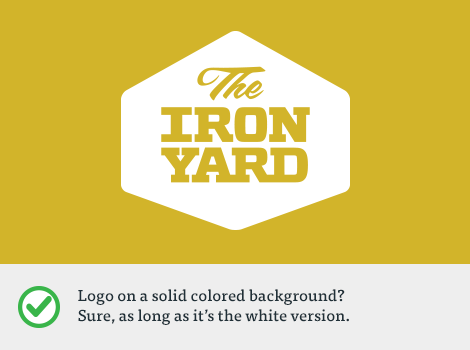 The
IRON
YARD
Logo on a solid colored background?
Sure, as long as it's the white version.